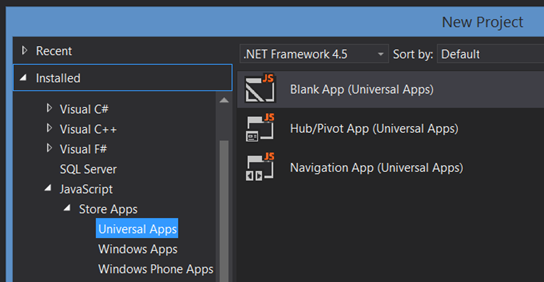 New Project
Recent
Installed
Visual C#
Visual C++
Visual F#
SQL Server
JavaScript
Store Apps
Universal Apps
Windows Apps
Windows Phone Apps
.NET Framework 4.5 Sort by: Default
JS Blank App (Universal Apps)
JS Hub/Pivot App (Universal Apps)
JS Navigation App (Universal Apps)